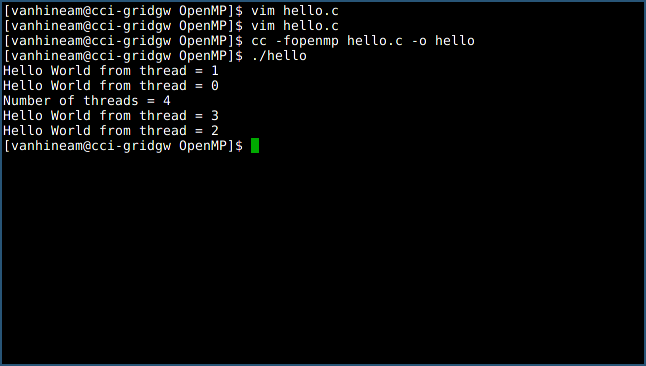 [vanhineam@cci-gridgw OpenMP]$ vim hello.c
[vanhineam@cci-gridgw OpenMP]$ vim hello.c
[vanhineam@cci-gridgw OpenMP]$ cc -fopenmp hello.c -o hello
[vanhineam@cci-gridgw OpenMP]$ ./hello
Hello World from thread = 1
Hello World from thread = 0
Number of threads = 4
Hello World from thread = 3
Hello World from thread = 2
[vanhineam@cci-gridgw OpenMP]$